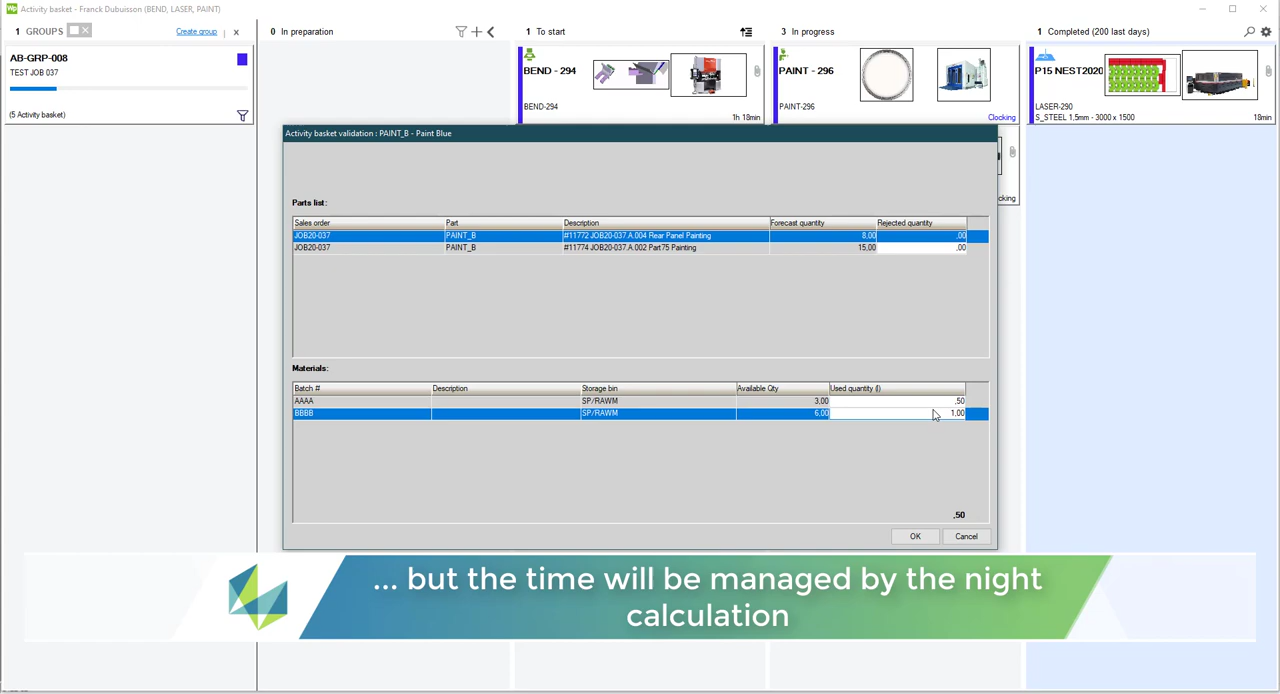 Wp Activity basket - Franck Dubuisson (BEND, LASER, PAINT)
1 GROUPS
Create group
x
0 In preparation
1 To start
3 In progress
1 Completed (200 last days)
AB-GRP-008
TEST JOB 037
(5 Activity basket)
BEND - 294
BEND-294
1h 18min
PAINT - 296
PAINT-296
Clocking
P15 NEST2020
LASER-290
S_STEEL 1,5mm - 3000 x 1500
18min
cking
Activity basket validation : PAINT_B - Paint Blue
Parts list:
Sales order Part Description Forecast quantity Rejected quantity
JOB20-037 PAINT_B #11772 JOB20-037.A.004 Rear Panel Painting 8,00 ,00
JOB20-037 PAINT_B #11774 JOB20-037.A.002 Part75 Painting 15,00 ,00
Materials:
Batch # Description Storage bin Available Qty Used quantity (l)
AAAA SP/RAWM 3,00 ,50
BBBB SP/RAWM 6,00 1,00
,50
OK Cancel
... but the time will be managed by the night
calculation